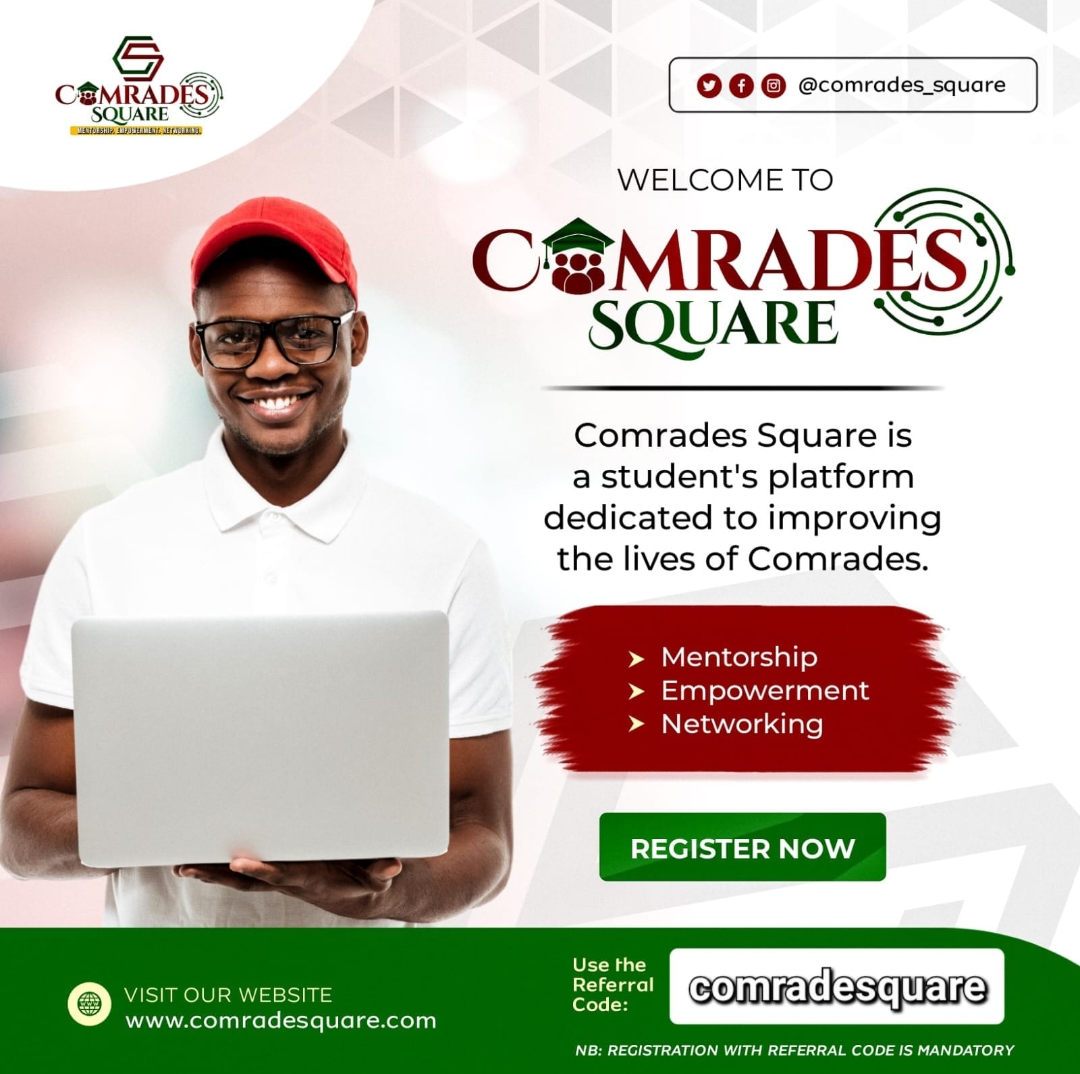 COMRADES
SQUARE
MENTORSHIP. EMPOWERMENT. NETWORKING.
@comrades_square
WELCOME TO
COMRADES
SQUARE
Comrades Square is
a student's platform
dedicated to improving
the lives of Comrades.
Mentorship
Empowerment
Networking
REGISTER NOW
VISIT OUR WEBSITE
www.comradesquare.com
Use the
Referral
Code:
comradesquare
NB: REGISTRATION WITH REFERRAL CODE IS MANDATORY